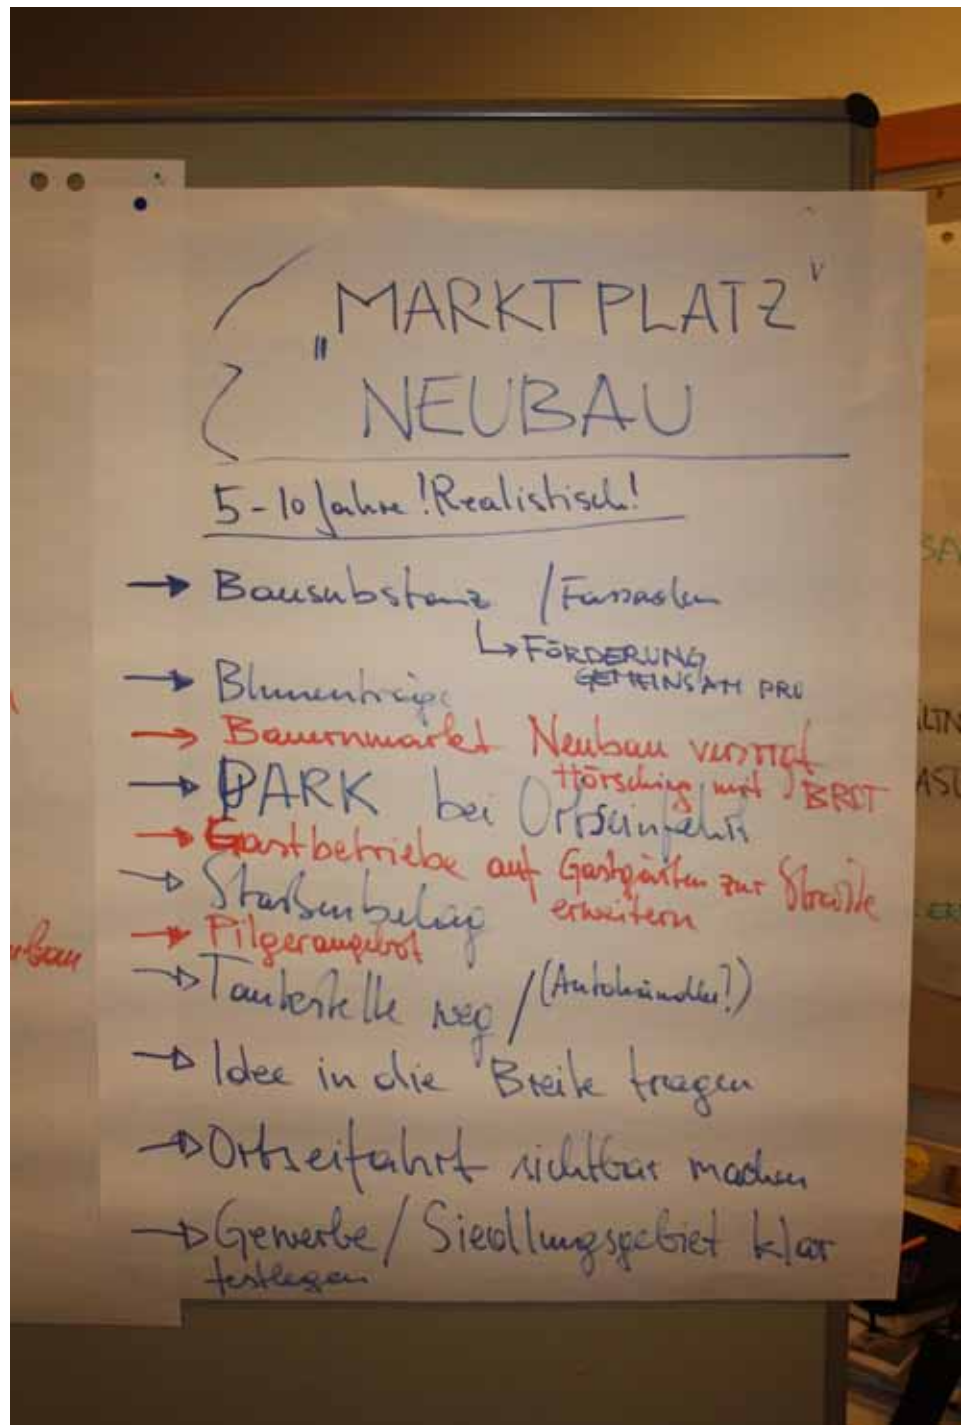 „MARKTPLATZ"
NEUBAU
5-10 Jahre !Realistisch!
→ Bausubstanz / Fassaden
↳ FÖRDERUNG
GEMEINSAM PRO
→ Blumentröge
→ Bauernmarkt Neubau versorgt
Hörsching mit BROT
→ PARK bei Ortseinfahrt
→ Gastbetriebe auf Gastgärten zur Straße
erweitern
→ Straßenbelag
→ Pilgerangebot
→ Tankstelle weg / (Autohändler?)
→ Idee in die Breite tragen
→ Ortseifahrt sichtbar machen
→ Gewerbe / Siedlungsgebiet klar
festlegen